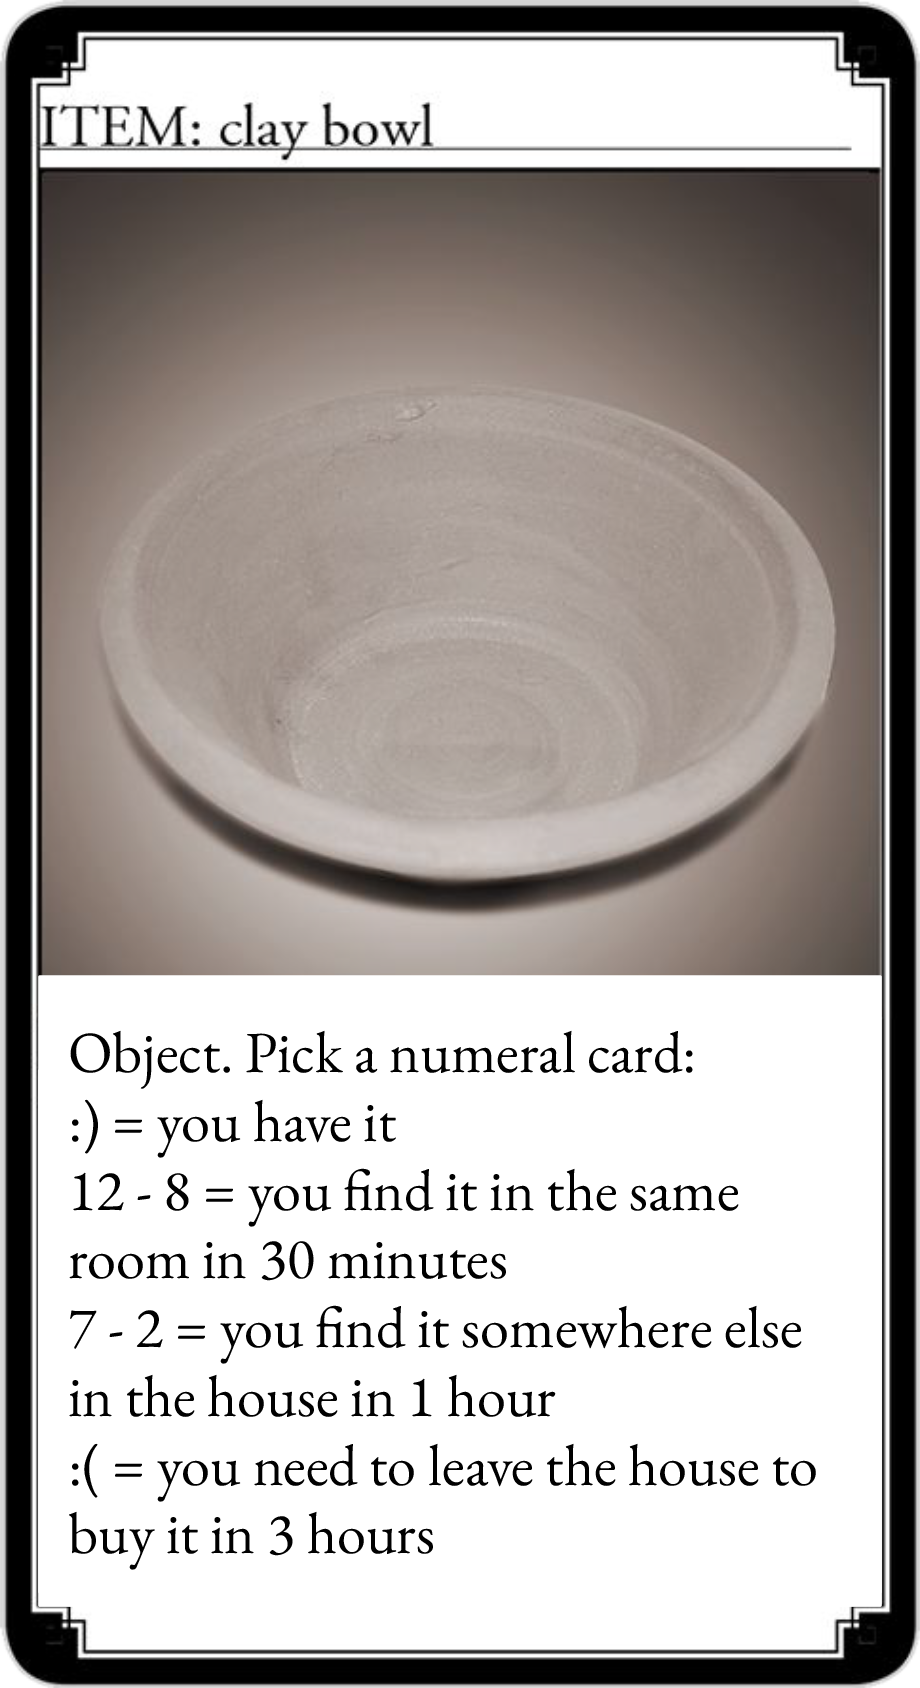 ITEM: clay bowl
Object. Pick a numeral card:
:) = you have it
12 - 8 = you find it in the same
room in 30 minutes
7 - 2 = you find it somewhere else
in the house in 1 hour
:( = you need to leave the house to
buy it in 3 hours